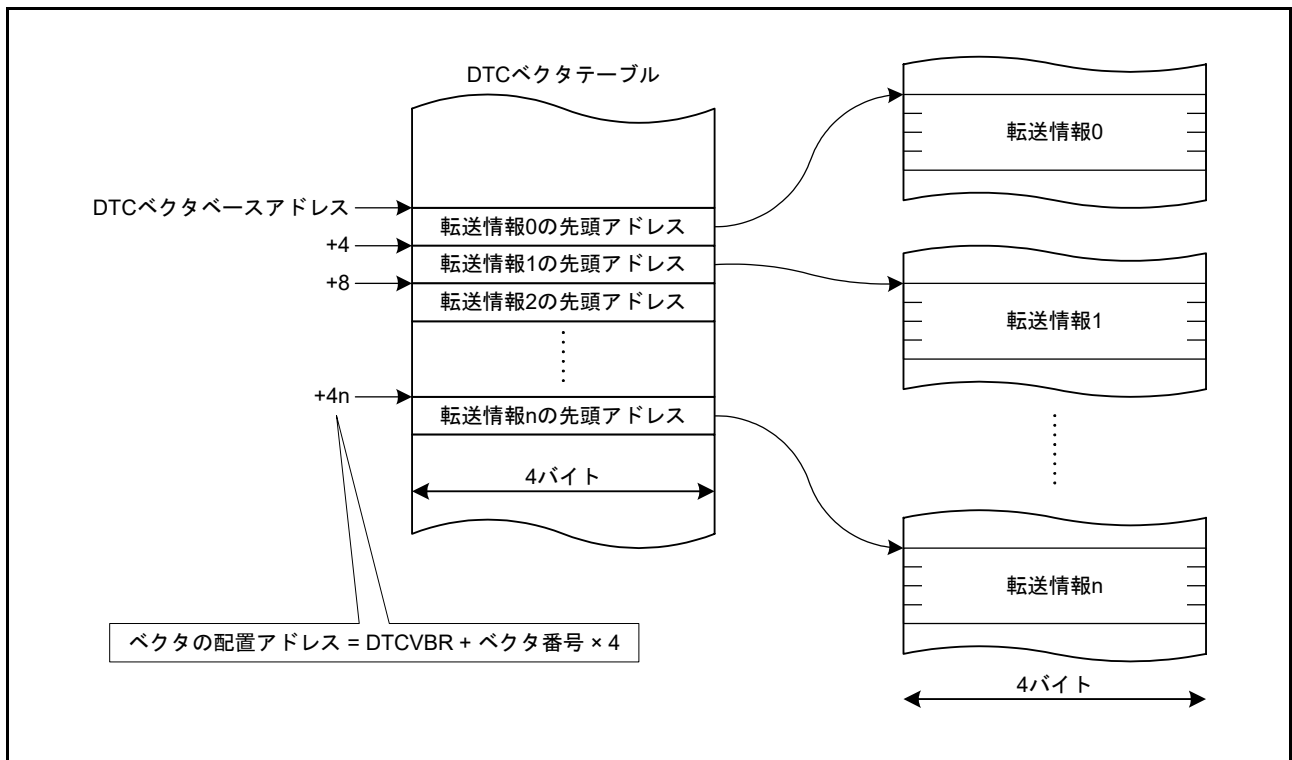 DTCベクタテーブル
DTCベクタベースアドレス
転送情報0の先頭アドレス
+4
転送情報1の先頭アドレス
+8
転送情報2の先頭アドレス
+4n
転送情報nの先頭アドレス
4バイト
ベクタの配置アドレス = DTCVBR + ベクタ番号 × 4
転送情報0
転送情報1
転送情報n
4バイト